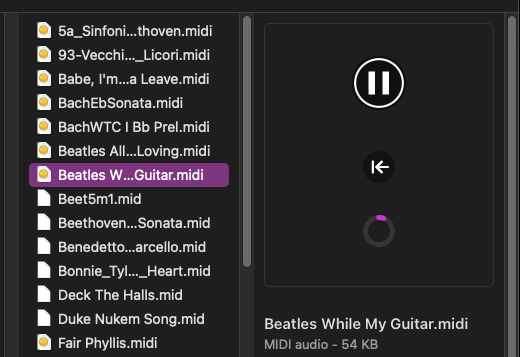 5a_Sinfoni...thoven.midi
93-Vecchi..._Licori.midi
Babe, I'm...a Leave.midi
BachEbSonata.midi
BachWTC I Bb Prel.midi
Beatles All...Loving.midi
Beatles W...Guitar.midi
Beet5m1.mid
Beethoven...Sonata.mid
Benedetto...arcello.mid
Bonnie_Tyl..._Heart.mid
Deck The Halls.mid
Duke Nukem Song.mid
Fair Phyllis.midi
Beatles While My Guitar.midi
MIDI audio - 54 KB